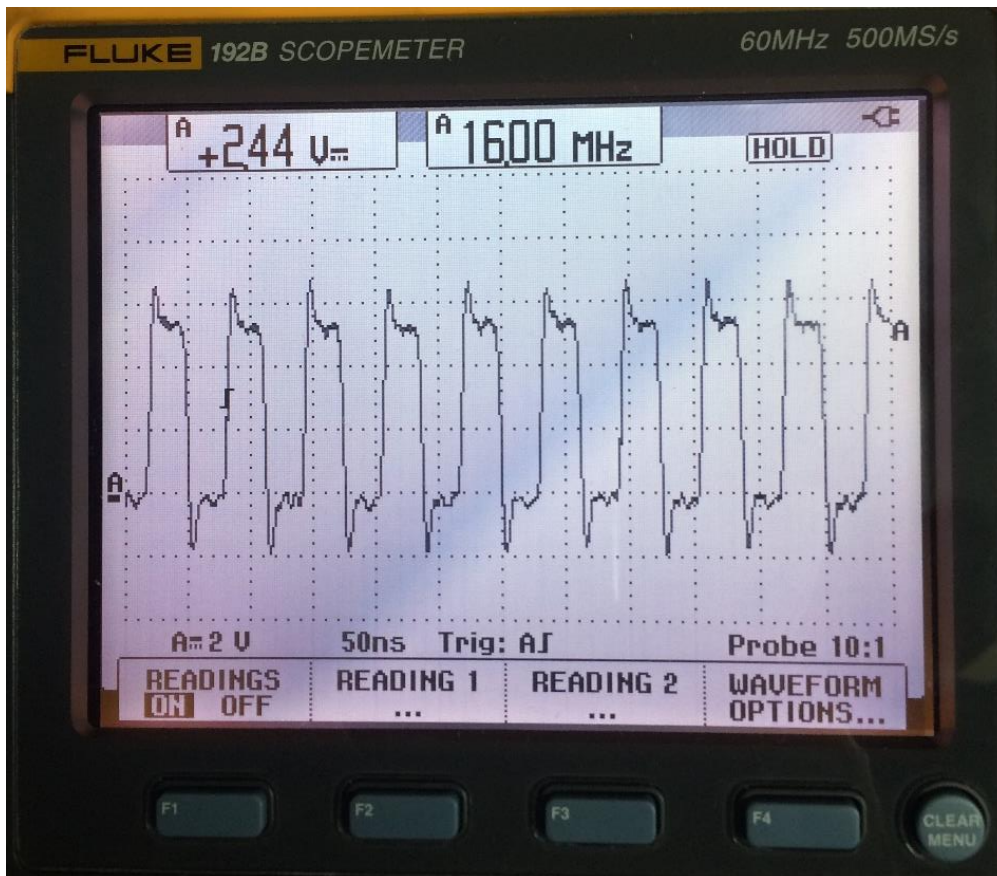 FLUKE 192B SCOPEMETER 60MHz 500MS/s
A +2.44 V A 16.00 MHz HOLD
A
A
A 2 V 50ns Trig: A Probe 10:1
READINGS READING 1 READING 2 WAVEFORM
ON OFF ... ... OPTIONS...
F1 F2 F3 F4 CLEAR
MENU